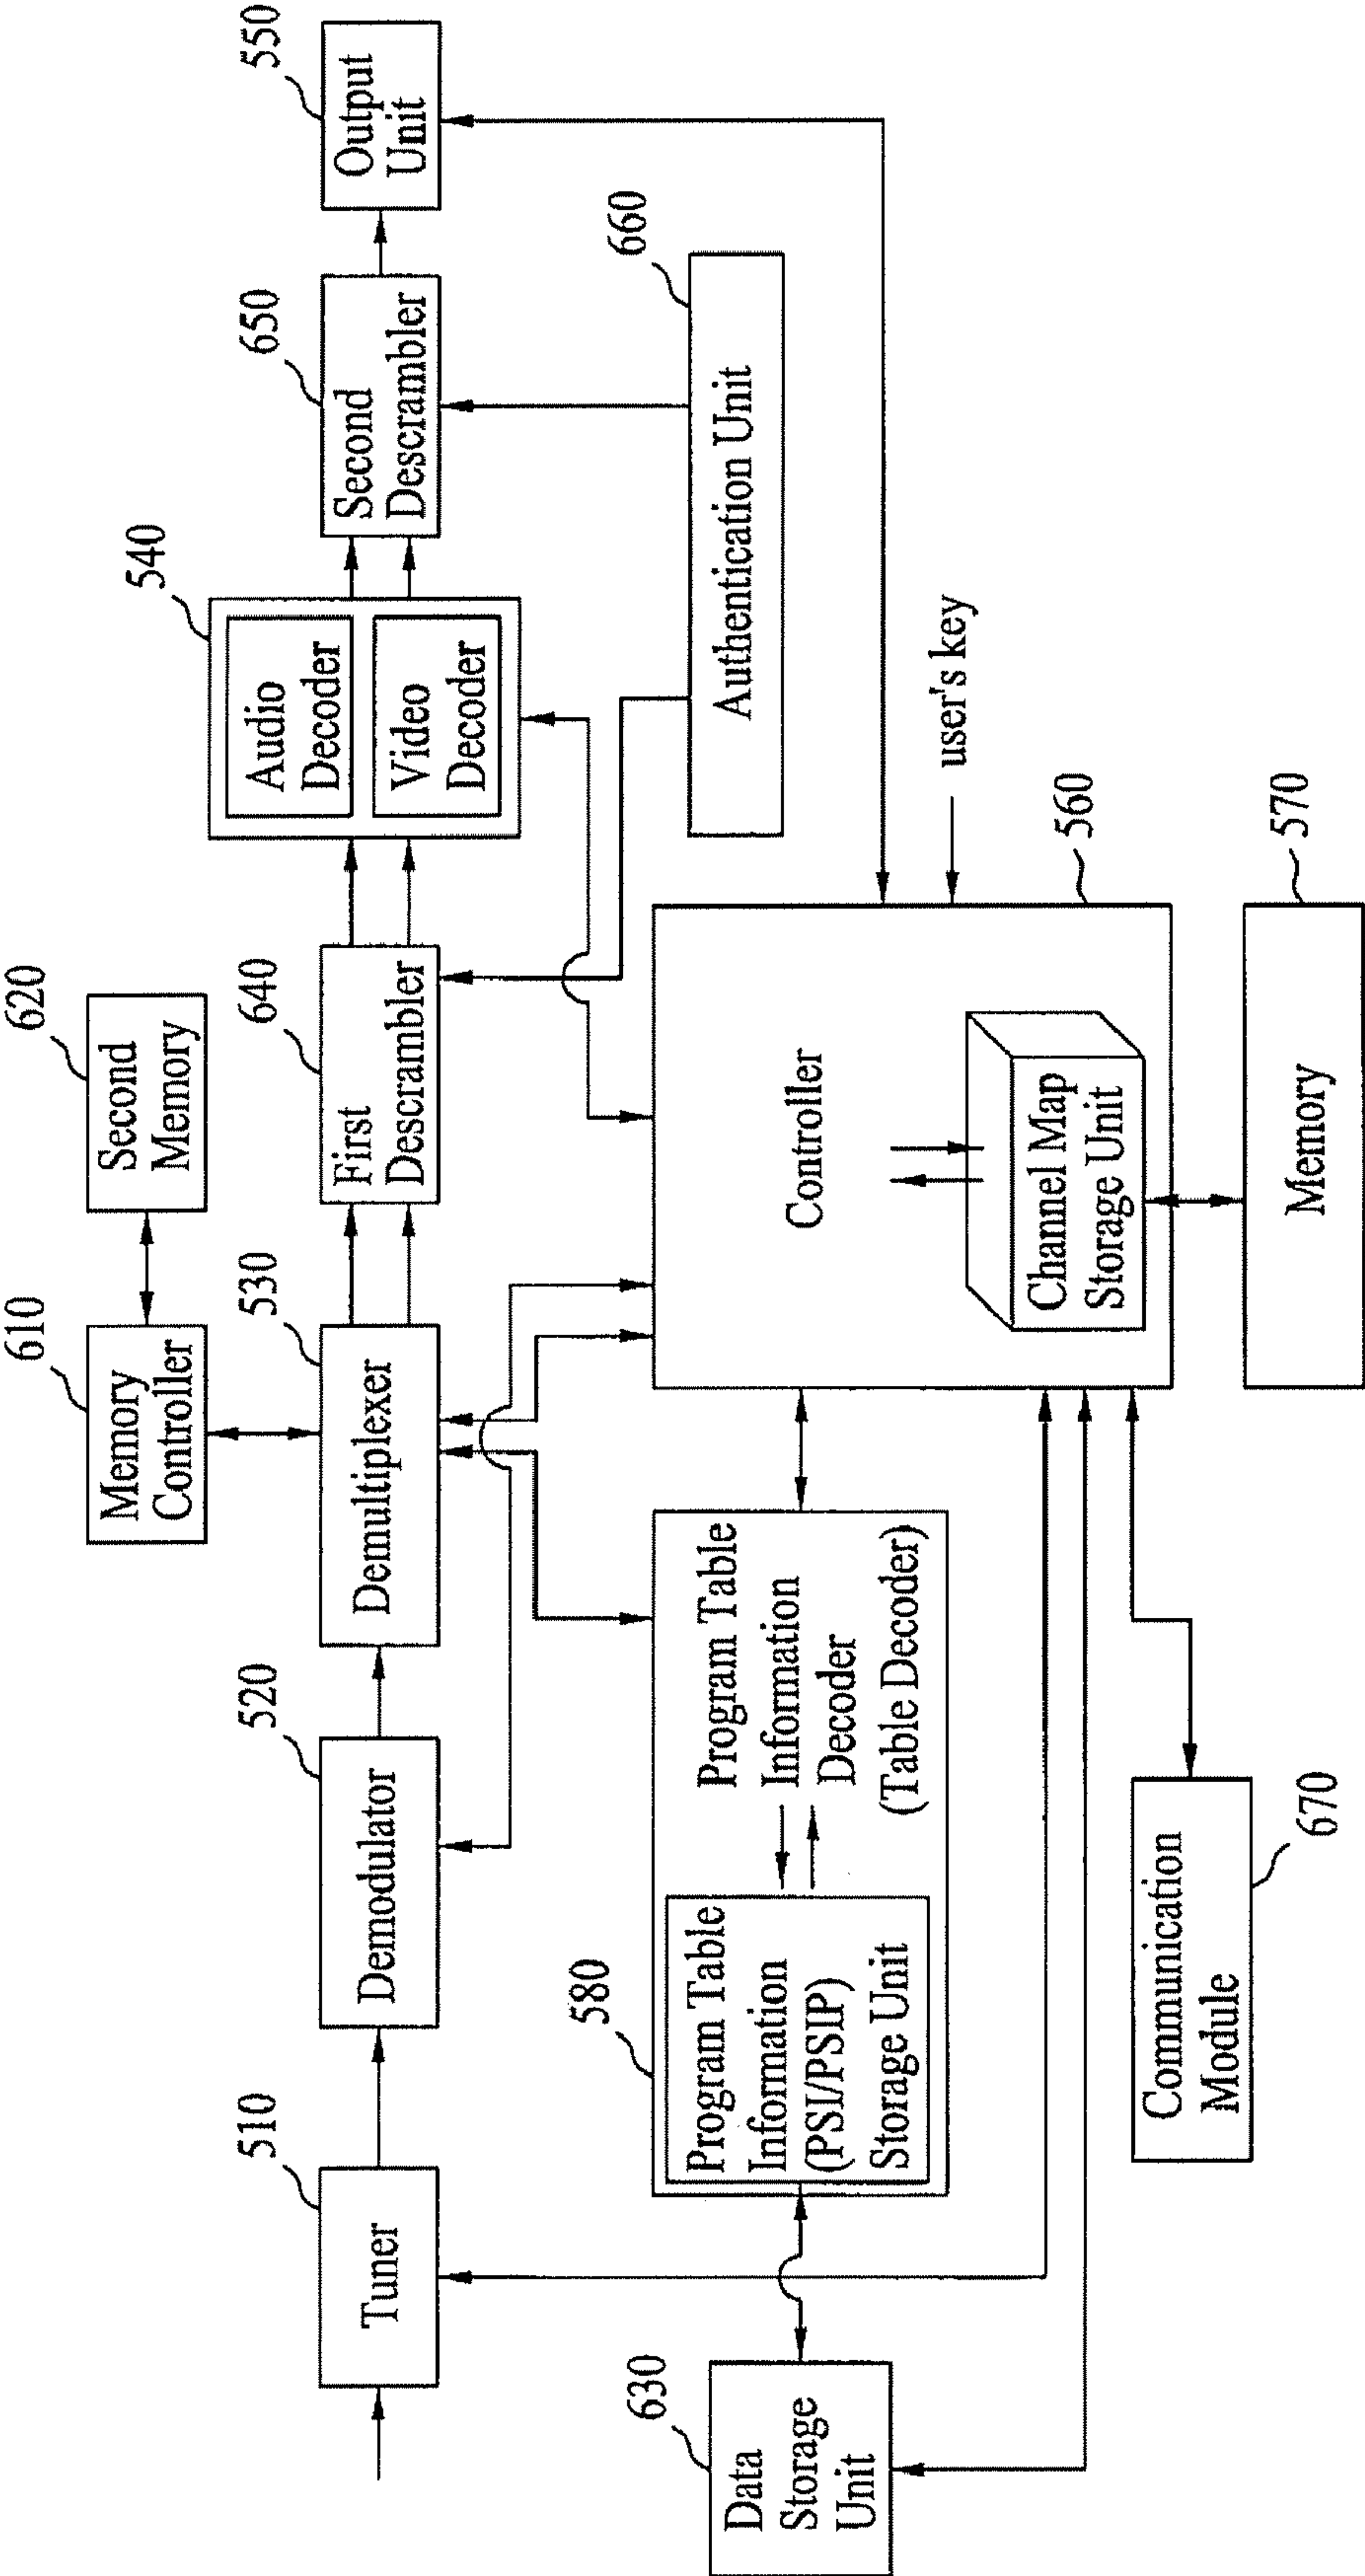 610
620
Memory
Controller
Second
Memory
510
520
530
640
540
650
550
Tuner
Demodulator
Demultiplexer
First
Descrambler
Audio
Decoder
Video
Decoder
Second
Descrambler
Output
Unit
630
Data
Storage
Unit
580
Program Table
Information
(PSI/PSIP)
Storage Unit
Program Table
Information
Decoder
(Table Decoder)
Controller
Channel Map
Storage Unit
560
user's key
660
Authentication Unit
Communication
Module
670
Memory
570